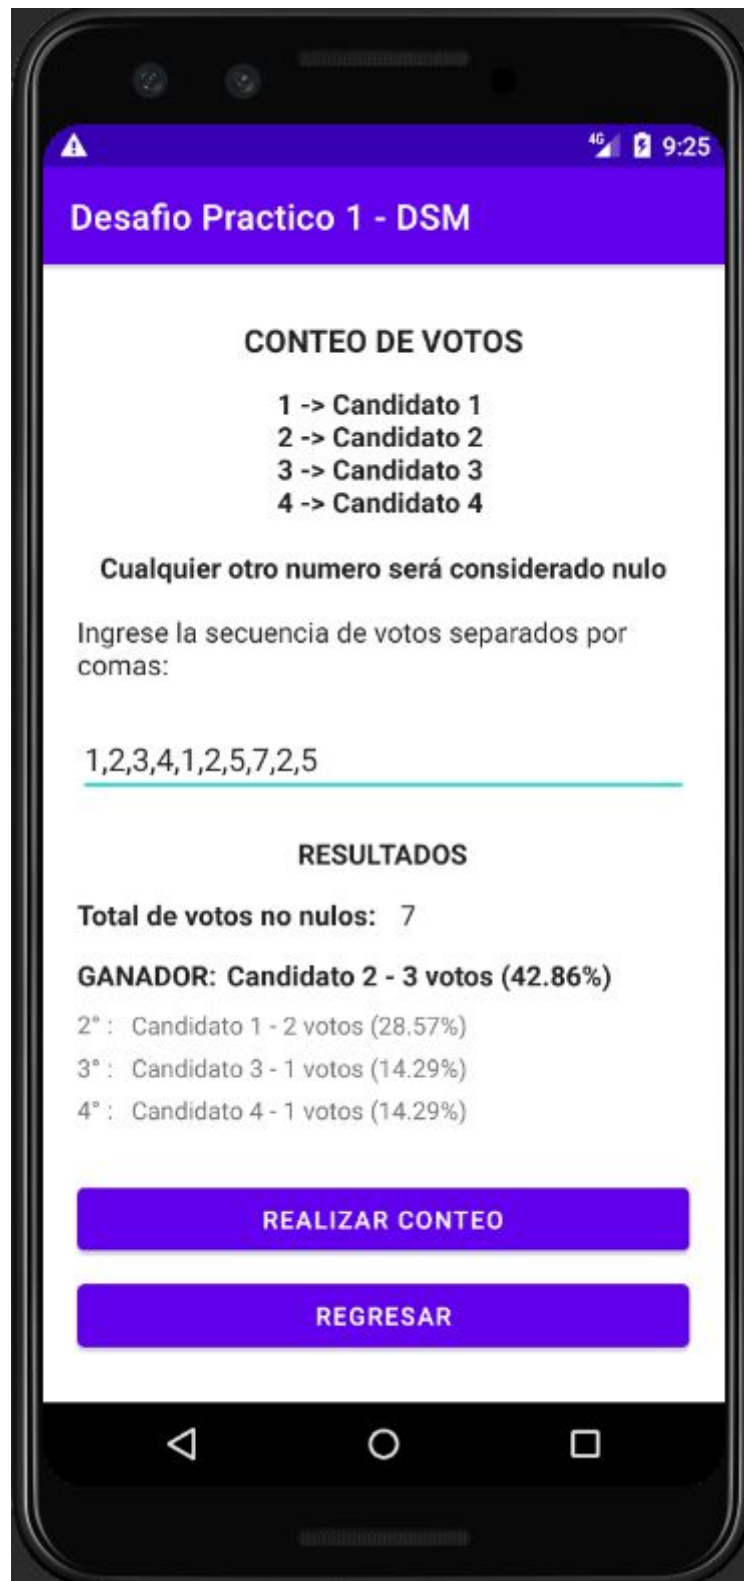 4G 9:25
Desafio Practico 1 - DSM
CONTEO DE VOTOS
1 -> Candidato 1
2 -> Candidato 2
3 -> Candidato 3
4 -> Candidato 4
Cualquier otro numero será considerado nulo
Ingrese la secuencia de votos separados por
comas:
1,2,3,4,1,2,5,7,2,5
RESULTADOS
Total de votos no nulos: 7
GANADOR: Candidato 2 - 3 votos (42.86%)
2° : Candidato 1 - 2 votos (28.57%)
3° : Candidato 3 - 1 votos (14.29%)
4° : Candidato 4 - 1 votos (14.29%)
REALIZAR CONTEO
REGRESAR